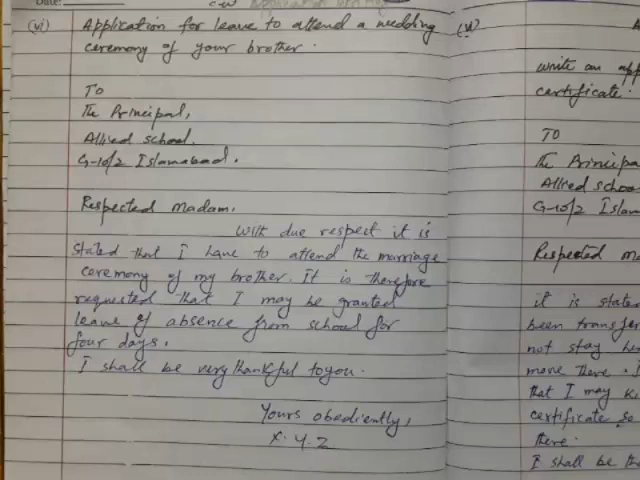 Date:
(vi) Application for leave to attend a wedding
ceremony of your brother.
To
The Principal,
Allied school.
G-10/2 Islamabad.
Respected Madam,
With due respect it is
stated that I have to attend the marriage
ceremony of my brother. It is therefore
requested that I may be granted
leave of absence from school for
four days.
I shall be very thankful to you.
Yours obediently,
X.Y.Z
write an app
certificate.
TO
The Principa
Allied schoo
G-10/2 Islam
Respected Ma
it is state
been transfer
not stay he
move there. I
that I may k
certificate so
there.
I shall be th